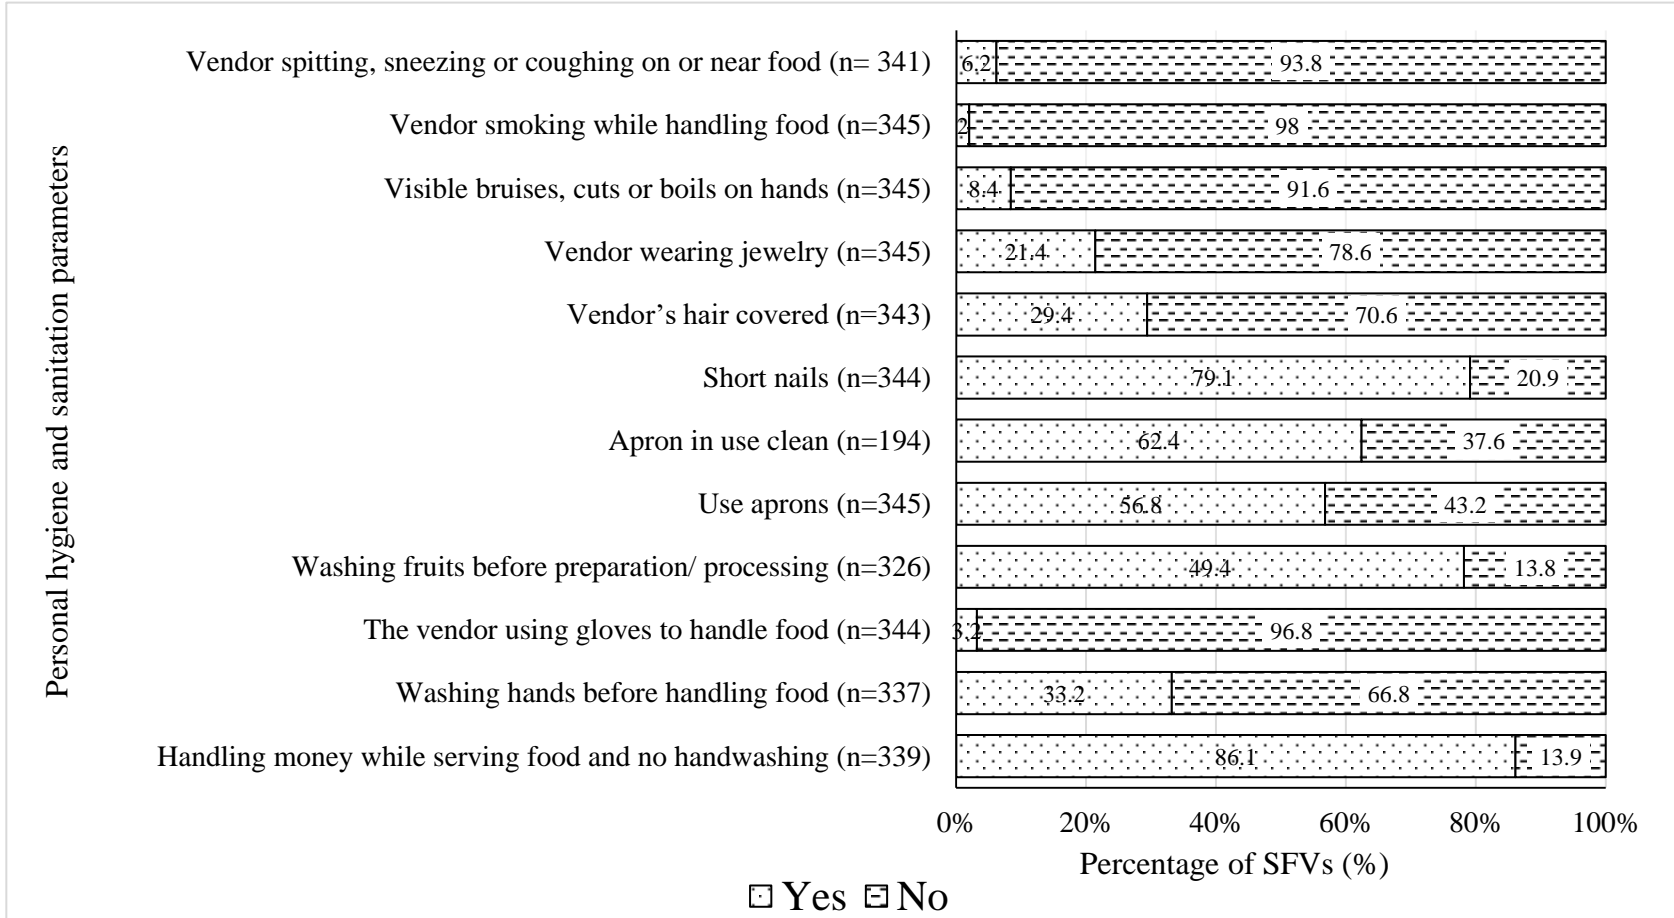 Personal hygiene and sanitation parameters
Vendor spitting, sneezing or coughing on or near food (n= 341) 6.2 93.8
Vendor smoking while handling food (n=345) 2 98
Visible bruises, cuts or boils on hands (n=345) 8.4 91.6
Vendor wearing jewelry (n=345) 21.4 78.6
Vendor’s hair covered (n=343) 29.4 70.6
Short nails (n=344) 79.1 20.9
Apron in use clean (n=194) 62.4 37.6
Use aprons (n=345) 56.8 43.2
Washing fruits before preparation/ processing (n=326) 49.4 13.8
The vendor using gloves to handle food (n=344) 3.2 96.8
Washing hands before handling food (n=337) 33.2 66.8
Handling money while serving food and no handwashing (n=339) 86.1 13.9
0% 20% 40% 60% 80% 100%
Percentage of SFVs (%)
Yes No